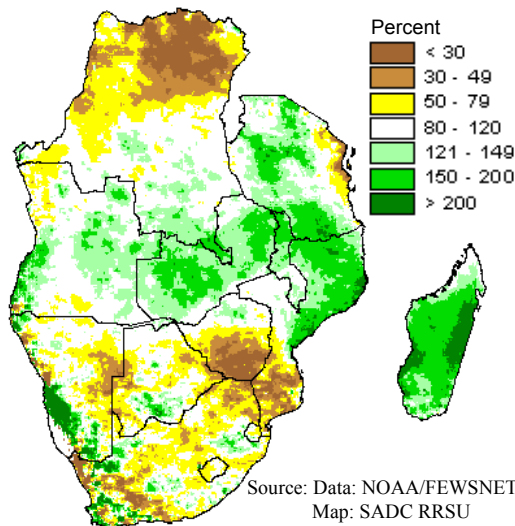 Percent
< 30
30 - 49
50 - 79
80 - 120
121 - 149
150 - 200
> 200
Source: Data: NOAA/FEWSNET
Map: SADC RRSU